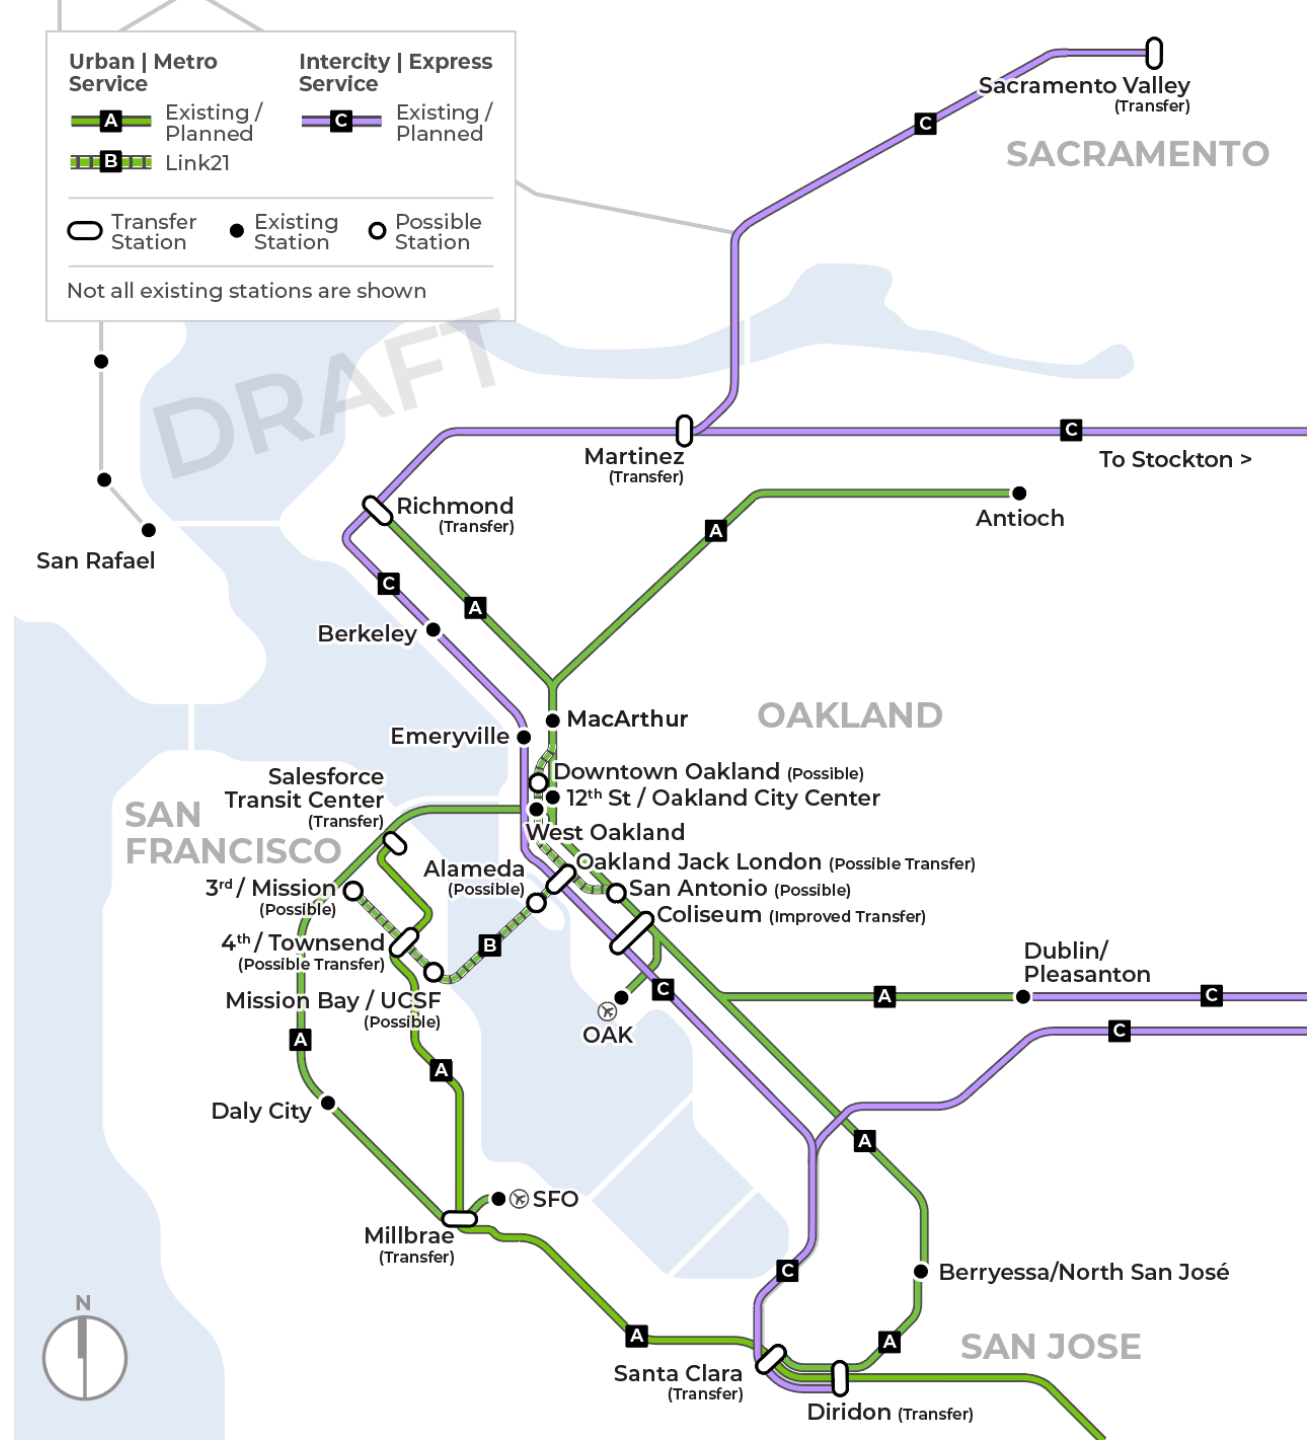 Urban | Metro
Service
A
Existing /
Planned
B
Link21
Intercity | Express
Service
C
Existing /
Planned
Transfer
Station
Existing
Station
Possible
Station
Not all existing stations are shown
DRAFT
Sacramento Valley
(Transfer)
C
SACRAMENTO
Martinez
(Transfer)
C
To Stockton >
Richmond
(Transfer)
A
Antioch
San Rafael
C
A
Berkeley
MacArthur
OAKLAND
Emeryville
Downtown Oakland (Possible)
12th St / Oakland City Center
Salesforce
Transit Center
(Transfer)
SAN
FRANCISCO
West Oakland
Oakland Jack London (Possible Transfer)
Alameda
(Possible)
San Antonio (Possible)
3rd / Mission
(Possible)
Coliseum (Improved Transfer)
4th / Townsend
(Possible Transfer)
B
Dublin/
Pleasanton
Mission Bay / UCSF
(Possible)
C
A
C
OAK
C
A
A
Daly City
A
SFO
Millbrae
(Transfer)
C
Berryessa/North San José
N
A
A
SAN JOSE
Santa Clara
(Transfer)
Diridon (Transfer)